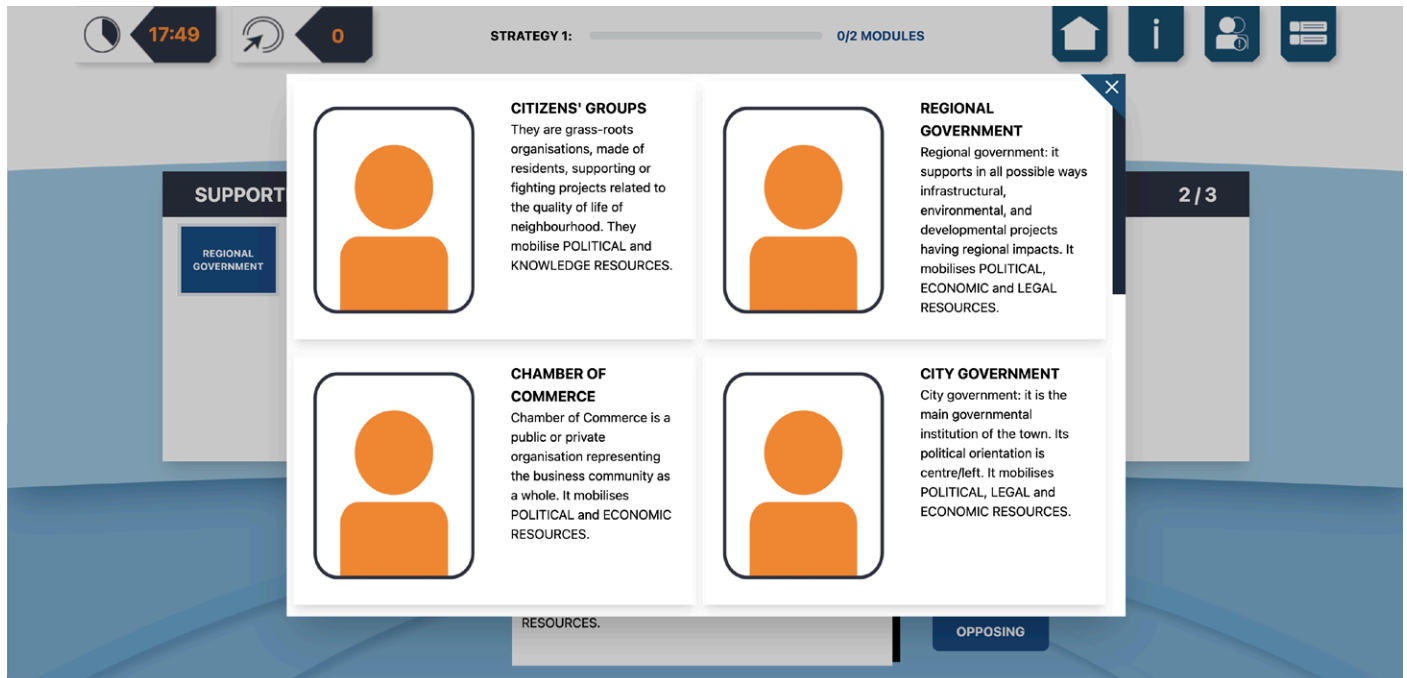 17:49
0
STRATEGY 1:
0/2 MODULES
i
CITIZENS' GROUPS
They are grass-roots
organisations, made of
residents, supporting or
fighting projects related to
the quality of life of
neighbourhood. They
mobilise POLITICAL and
KNOWLEDGE RESOURCES.
REGIONAL
GOVERNMENT
Regional government: it
supports in all possible ways
infrastructural,
environmental, and
developmental projects
having regional impacts. It
mobilises POLITICAL,
ECONOMIC and LEGAL
RESOURCES.
SUPPORT
2/3
REGIONAL
GOVERNMENT
CHAMBER OF
COMMERCE
Chamber of Commerce is a
public or private
organisation representing
the business community as
a whole. It mobilises
POLITICAL and ECONOMIC
RESOURCES.
CITY GOVERNMENT
City government: it is the
main governmental
institution of the town. Its
political orientation is
centre/left. It mobilises
POLITICAL, LEGAL and
ECONOMIC RESOURCES.
RESOURCES.
OPPOSING